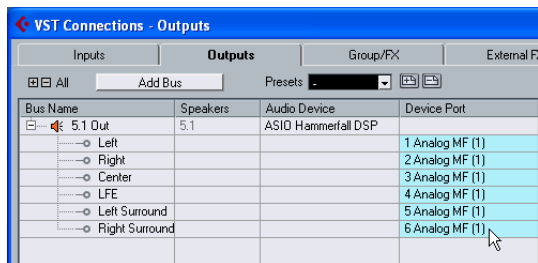 VST Connections - Outputs
Inputs Outputs Group/FX External F
All Add Bus Presets -
Bus Name Speakers Audio Device Device Port
5.1 Out 5.1 ASIO Hammerfall DSP
Left 1 Analog MF (1)
Right 2 Analog MF (1)
Center 3 Analog MF (1)
LFE 4 Analog MF (1)
Left Surround 5 Analog MF (1)
Right Surround 6 Analog MF (1)